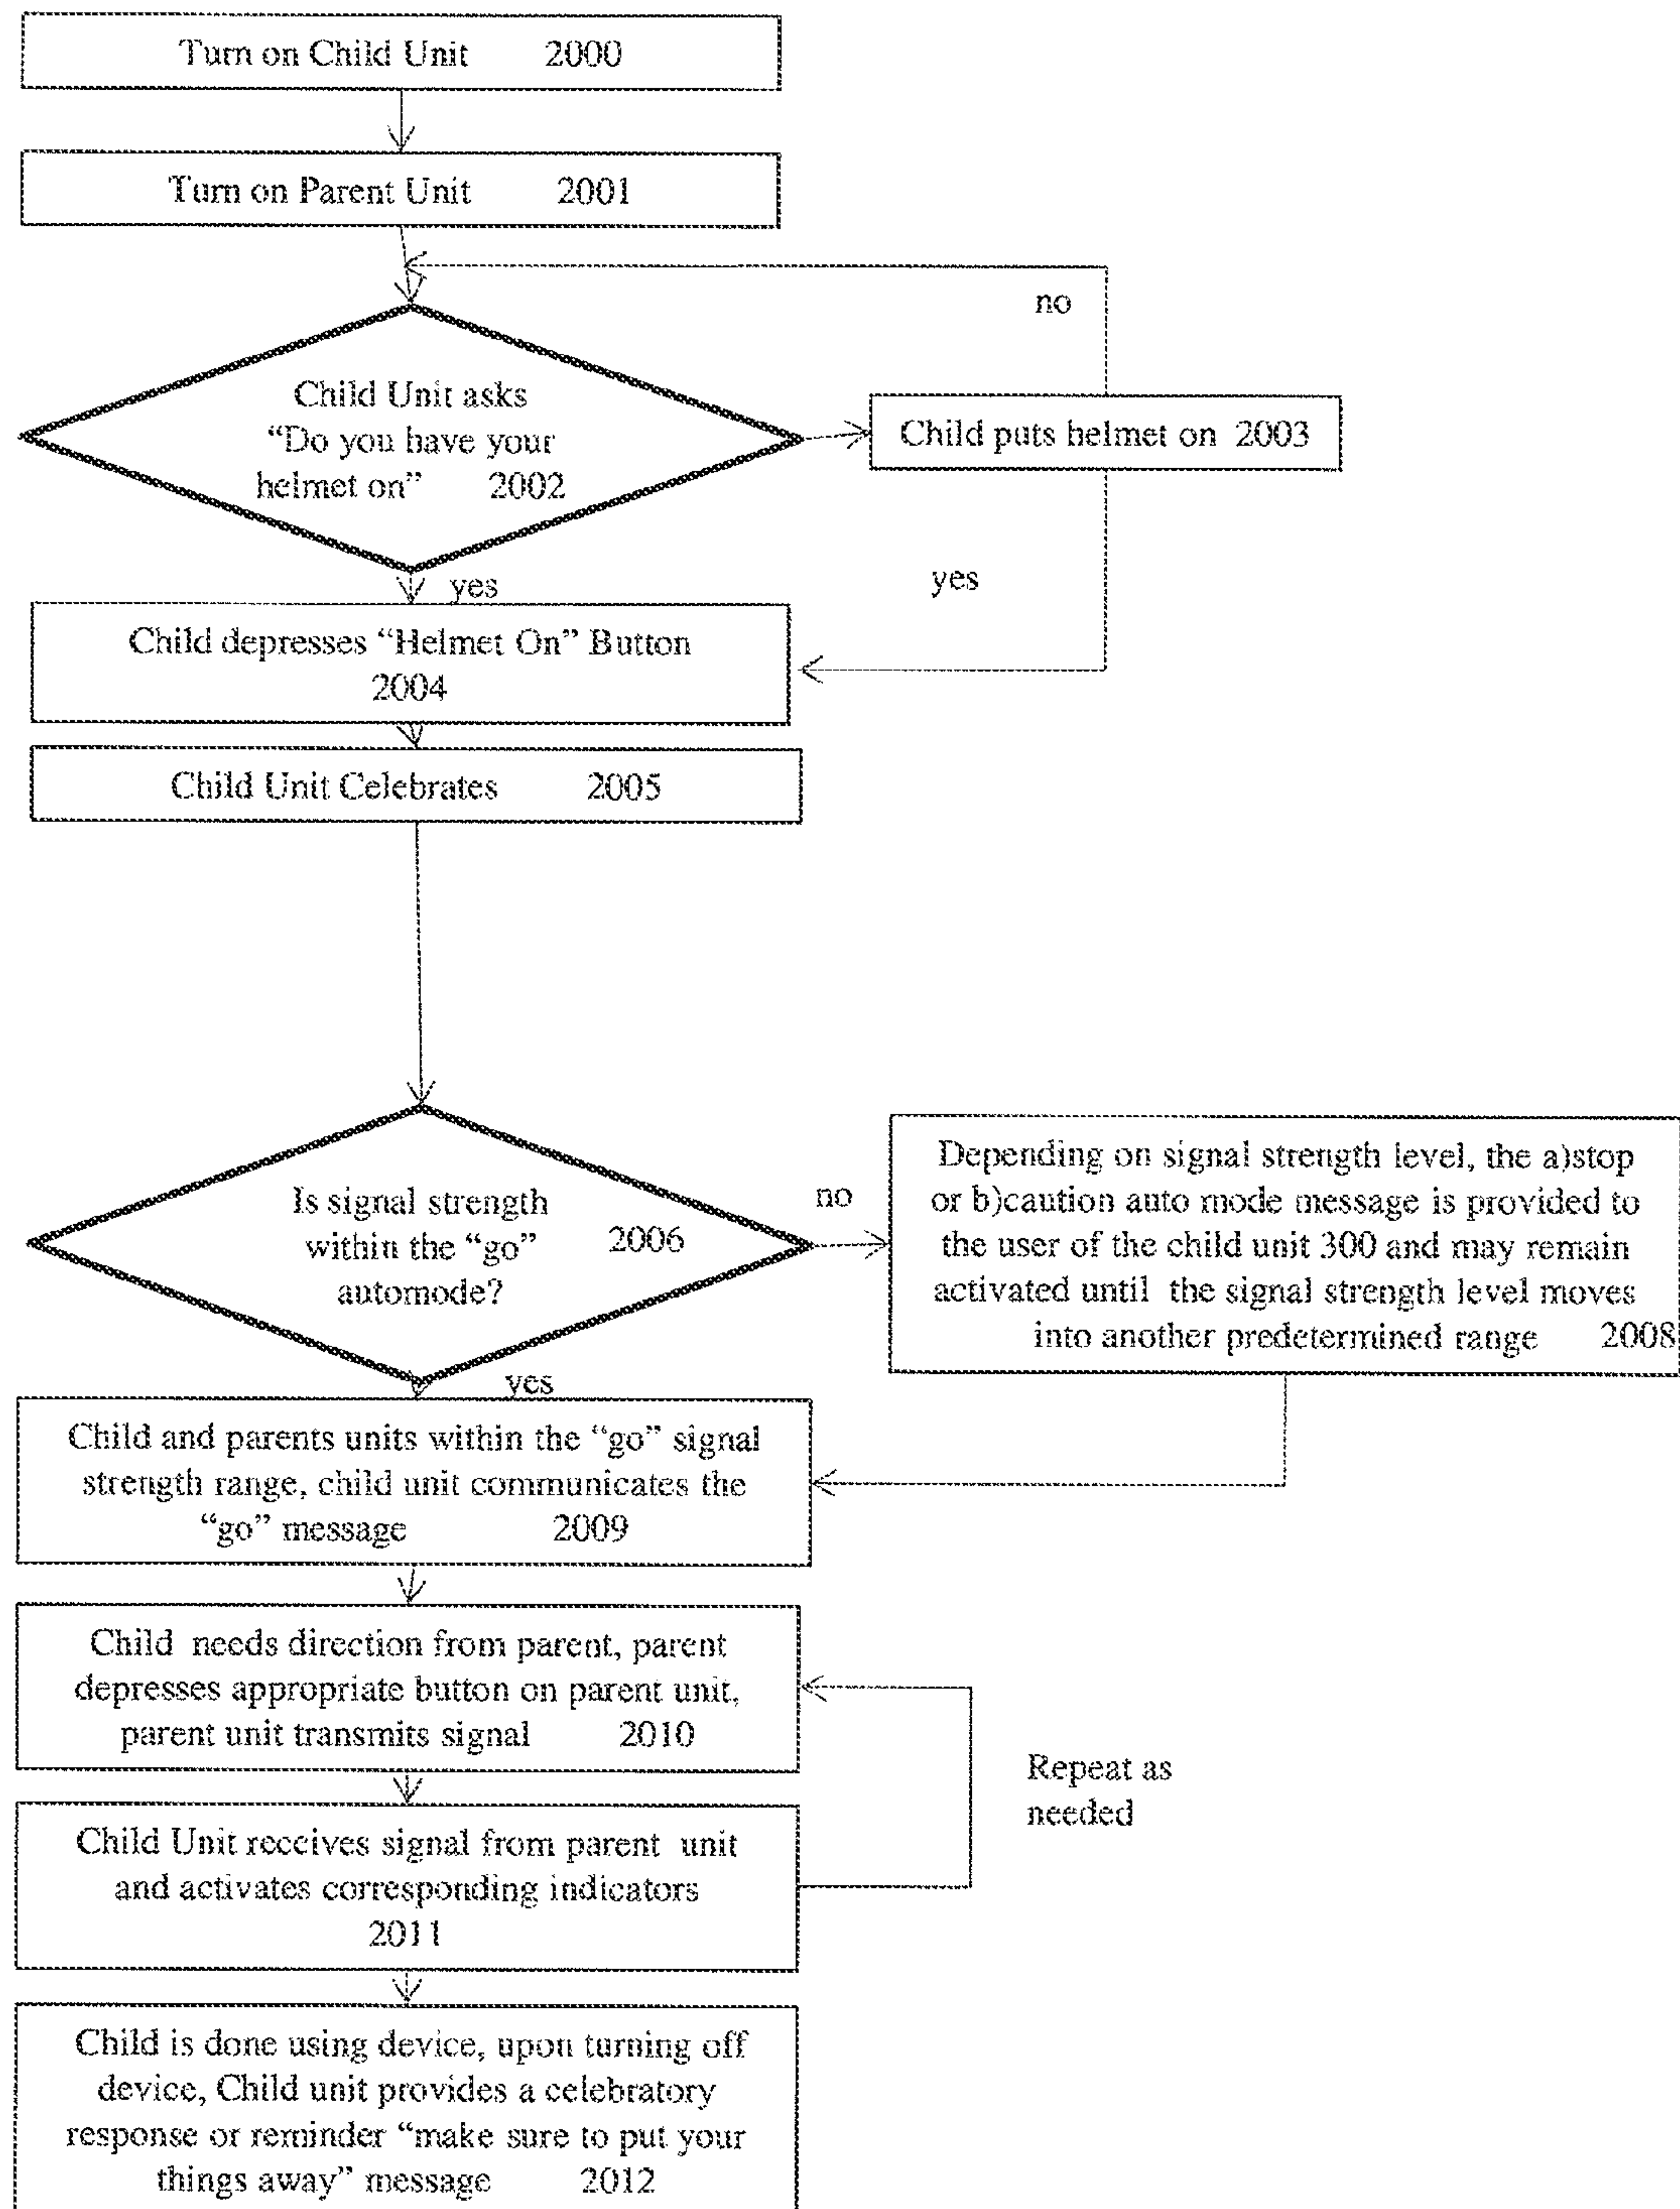 Turn on Child Unit 2000
Turn on Parent Unit 2001
no
Child Unit asks
“Do you have your
helmet on” 2002
Child puts helmet on 2003
yes
yes
Child depresses “Helmet On” Button
2004
Child Unit Celebrates 2005
Is signal strength
within the “go” 2006
automode?
no
Depending on signal strength level, the a)stop
or b)caution auto mode message is provided to
the user of the child unit 300 and may remain
activated until the signal strength level moves
into another predetermined range 2008
yes
Child and parents units within the “go” signal
strength range, child unit communicates the
“go” message 2009
Child needs direction from parent, parent
depresses appropriate button on parent unit,
parent unit transmits signal 2010
Repeat as
needed
Child Unit receives signal from parent unit
and activates corresponding indicators
2011
Child is done using device, upon turning off
device, Child unit provides a celebratory
response or reminder “make sure to put your
things away” message 2012